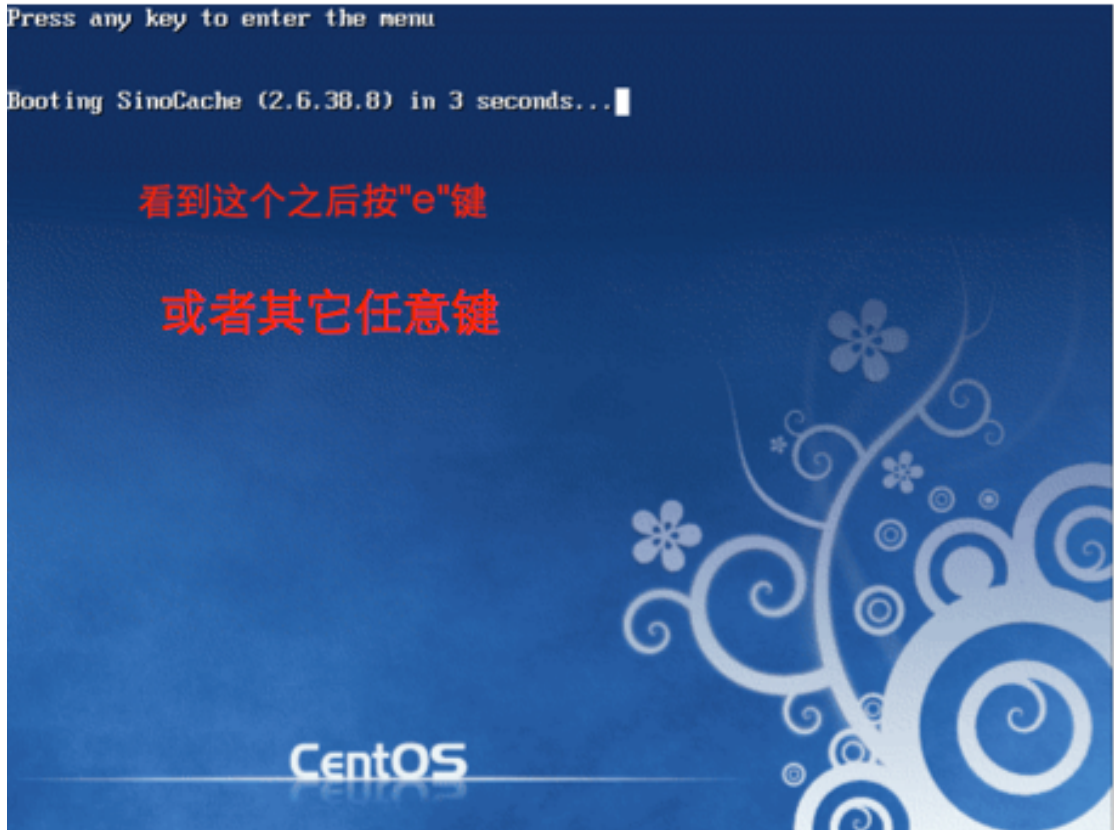 Press any key to enter the menu
Booting SinoCache (2.6.38.8) in 3 seconds...
看到这个之后按"e"键
或者其它任意键
CentOS